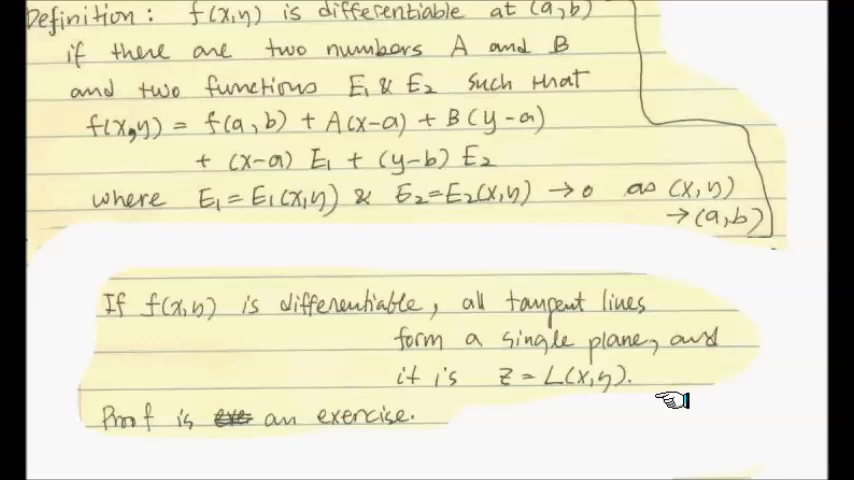 Definition: f(x,y) is differentiable at (a,b)
if there are two numbers A and B
and two functions E₁ & E₂ such that
f(x,y) = f(a,b) + A(x-a) + B(y-a)
+ (x-a) E₁ + (y-b) E₂
where E₁=E₁(x,y) & E₂=E₂(x,y) → 0 as (x,y)
→(a,b)
If f(x,y) is differentiable, all tangent lines
form a single plane, and
it is z = L(x,y).
Proof is an exercise.